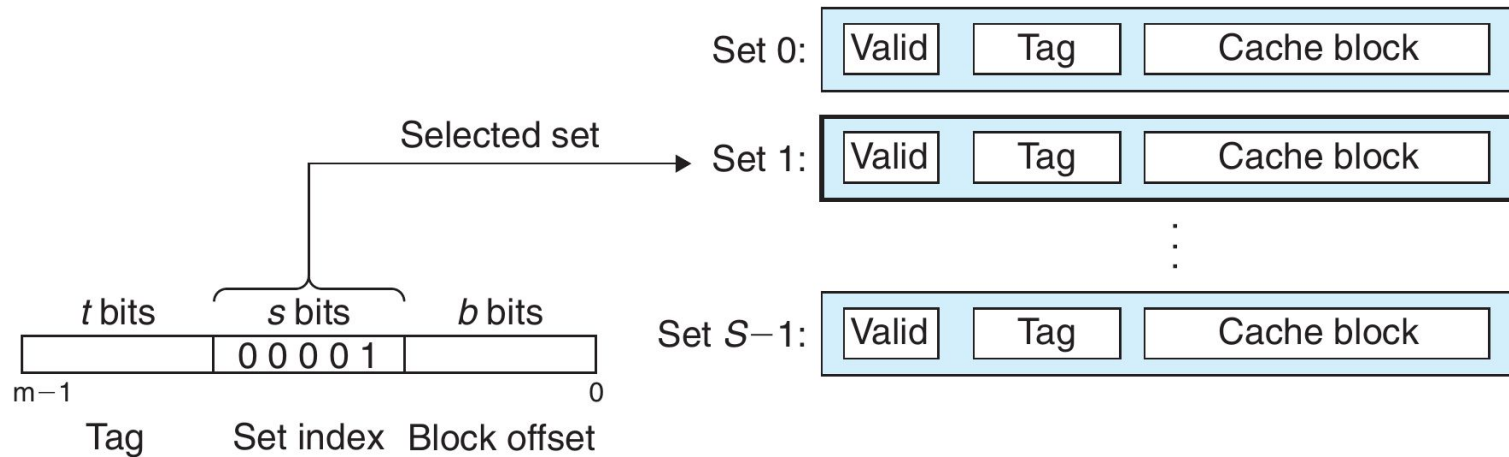 Set 0: Valid Tag Cache block
Selected set
Set 1: Valid Tag Cache block
⋮
t bits s bits b bits
Set S−1: Valid Tag Cache block
0 0 0 0 1
m−1 0
Tag Set index Block offset